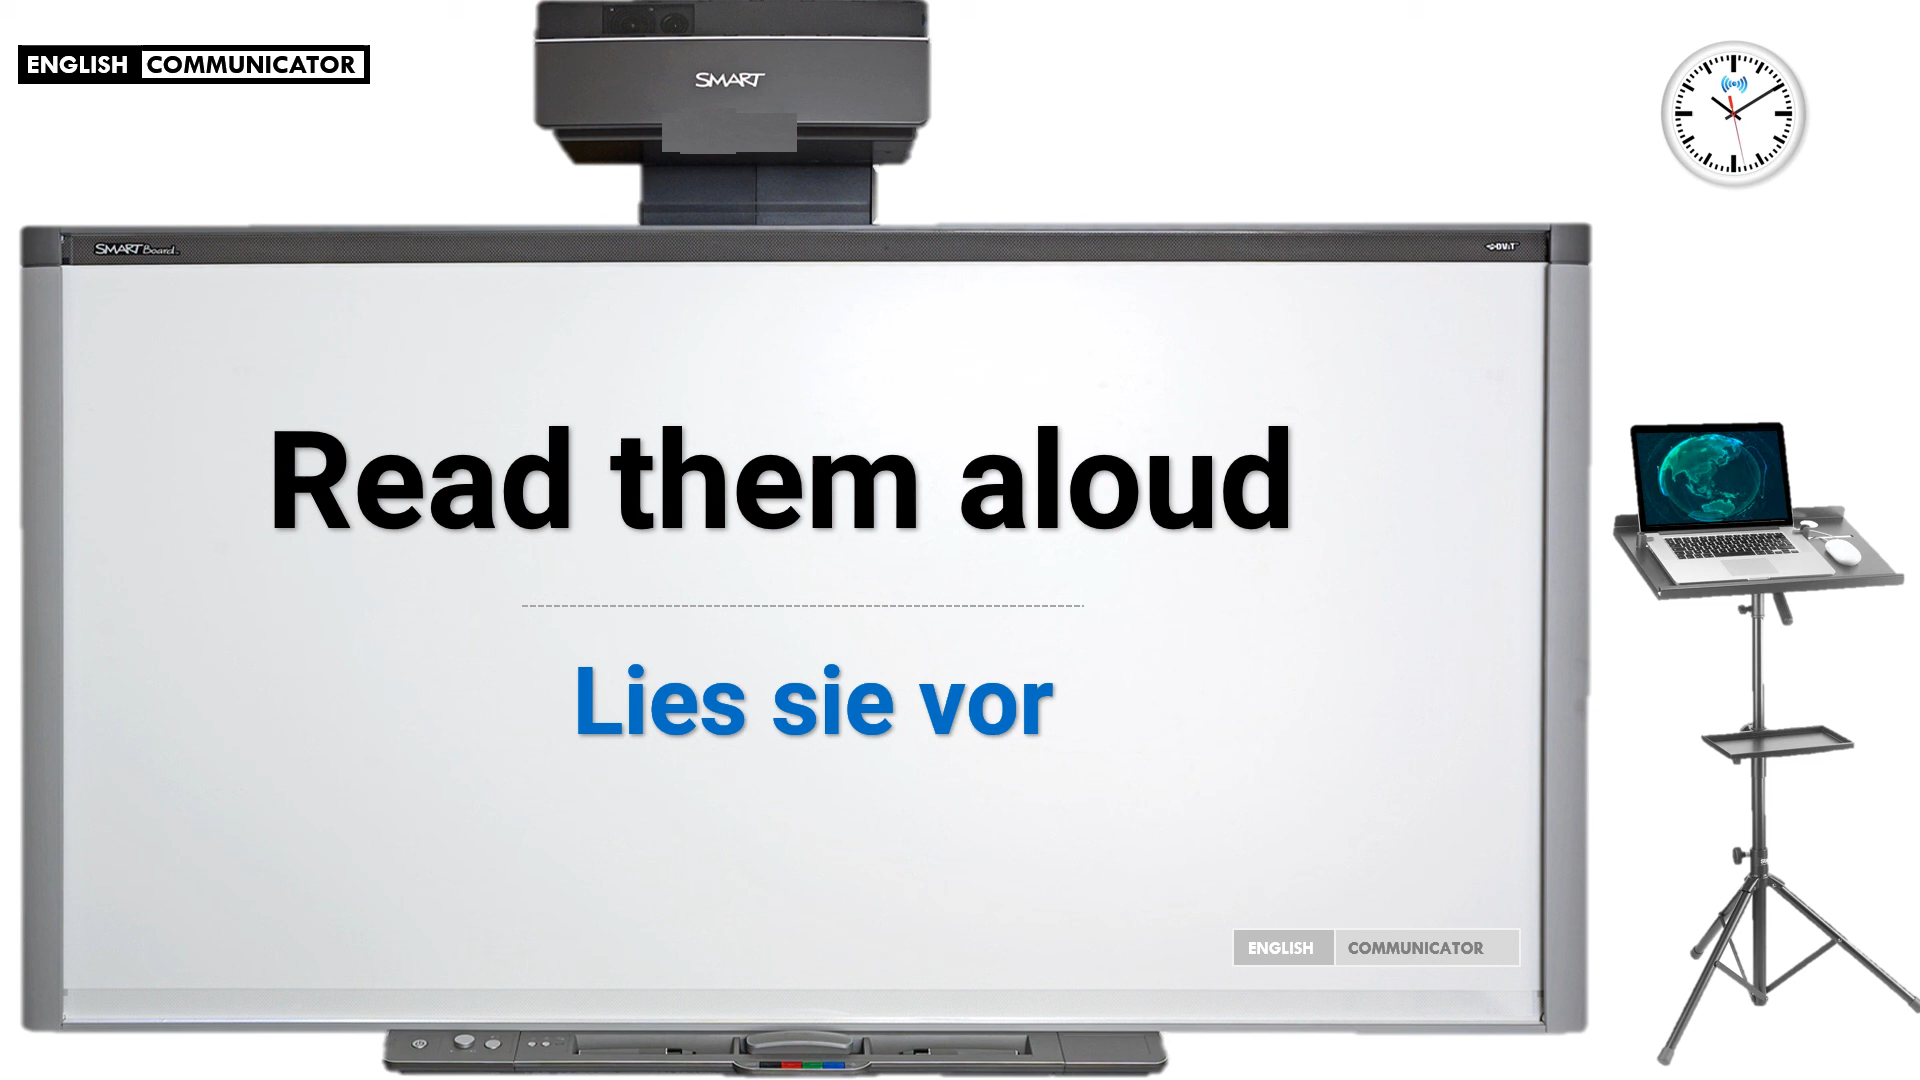 ENGLISH COMMUNICATOR
SMART
SMART Board
Read them aloud
Lies sie vor
ENGLISH COMMUNICATOR